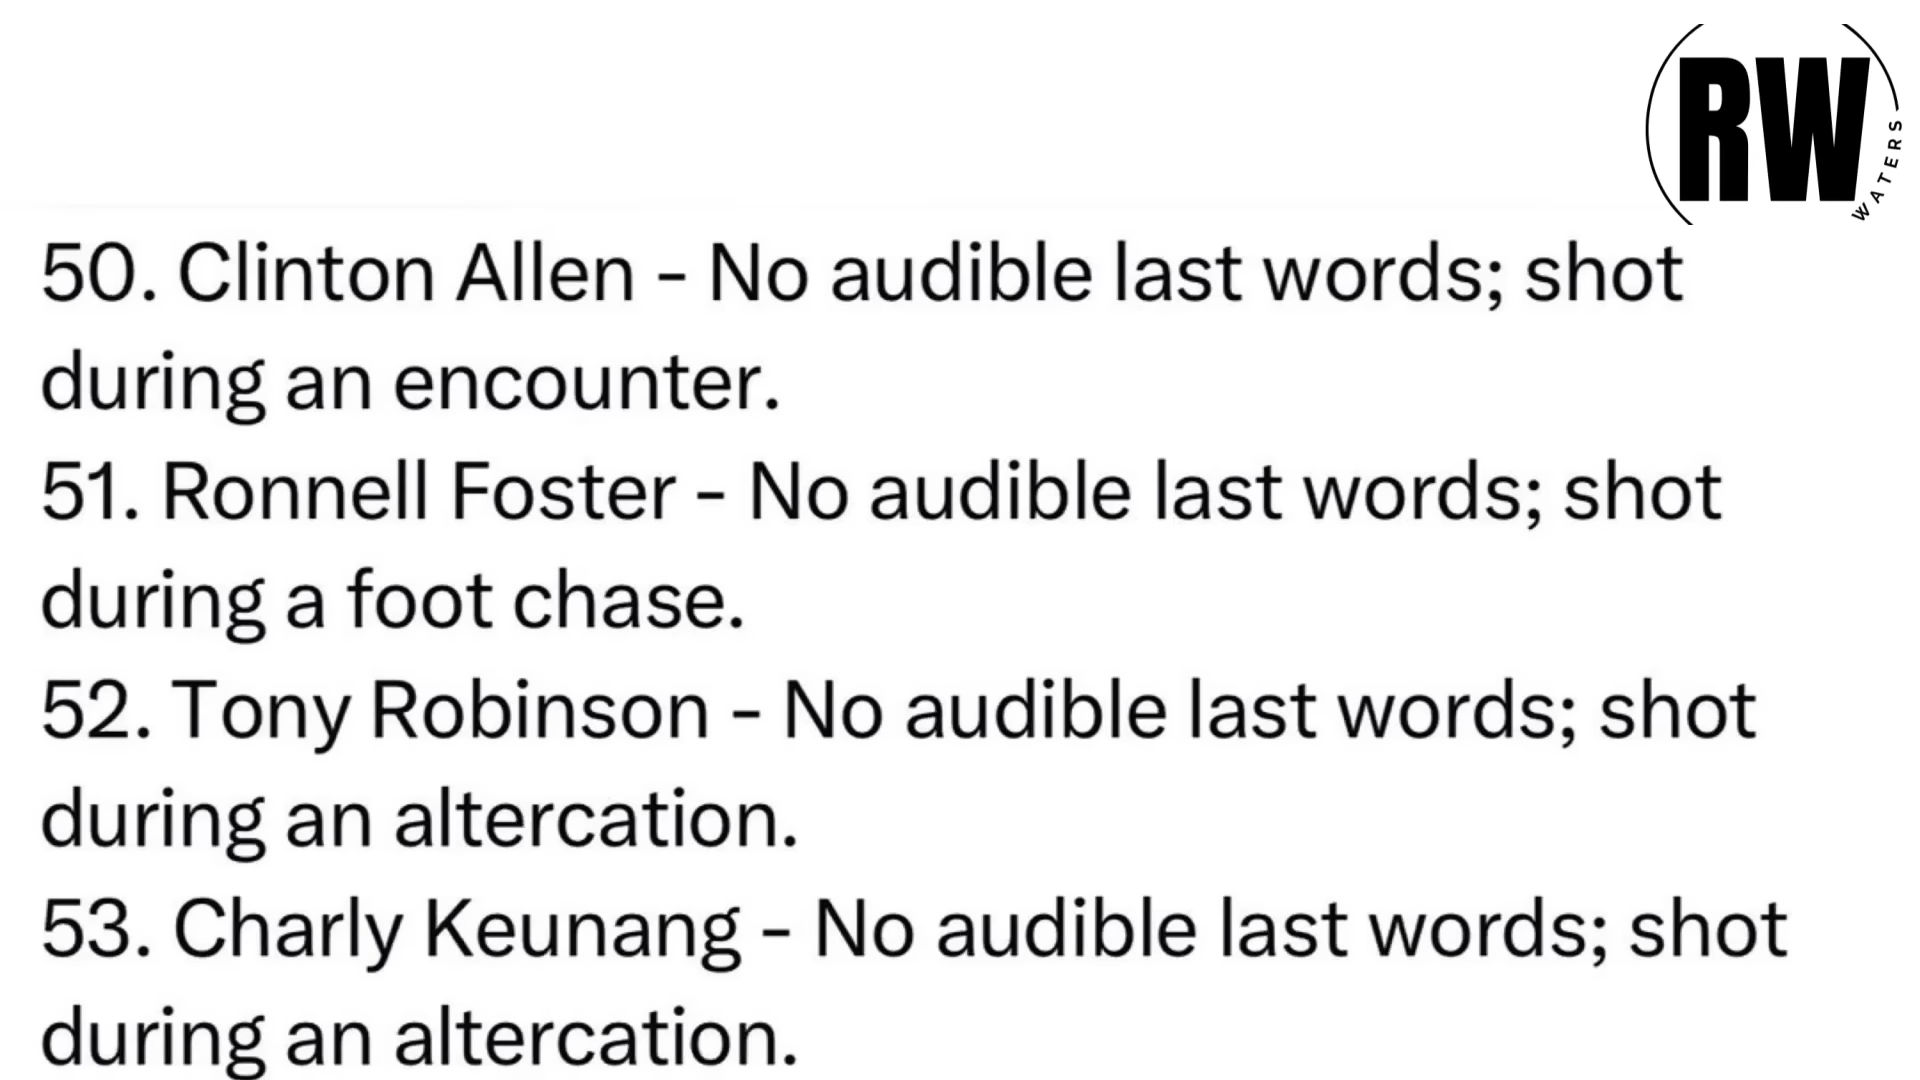 RW
WATERS
50. Clinton Allen - No audible last words; shot
during an encounter.
51. Ronnell Foster - No audible last words; shot
during a foot chase.
52. Tony Robinson - No audible last words; shot
during an altercation.
53. Charly Keunang - No audible last words; shot
during an altercation.